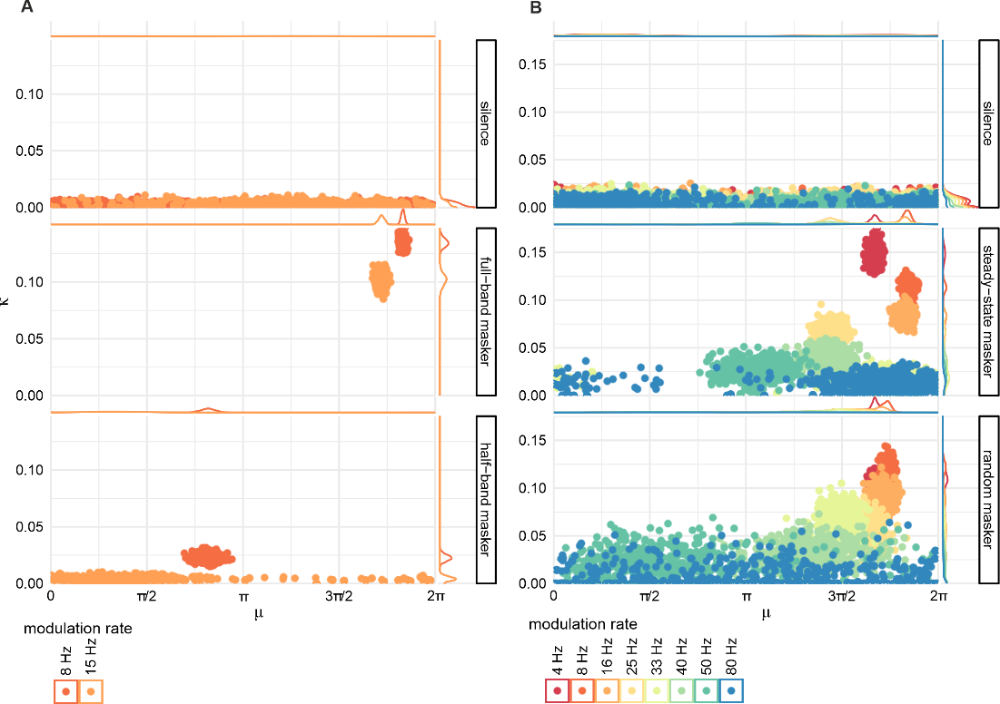 A
B
0.10
0.05
0.00
silence
0.15
0.10
0.05
0.00
silence
0.10
0.05
0.00
full-band masker
0.15
0.10
0.05
0.00
steady-state masker
κ
0.10
0.05
0.00
half-band masker
0.15
0.10
0.05
0.00
random masker
0 π/2 π 3π/2 2π
0 π/2 π 3π/2 2π
μ
μ
modulation rate
8 Hz
15 Hz
modulation rate
4 Hz
8 Hz
16 Hz
25 Hz
33 Hz
40 Hz
50 Hz
80 Hz